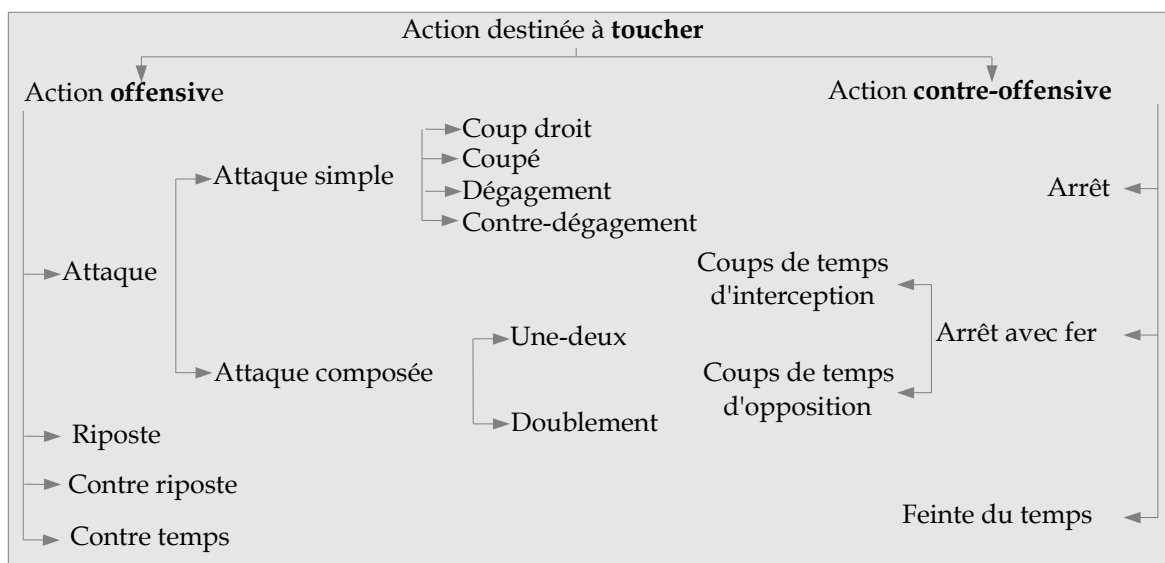 Action destinée à toucher
Action offensive
Action contre-offensive
Coup droit
Coupé
Attaque simple
Dégagement
Arrêt
Contre-dégagement
Attaque
Coups de temps
d'interception
Une-deux
Arrêt avec fer
Attaque composée
Coups de temps
d'opposition
Doublement
Riposte
Contre riposte
Feinte du temps
Contre temps